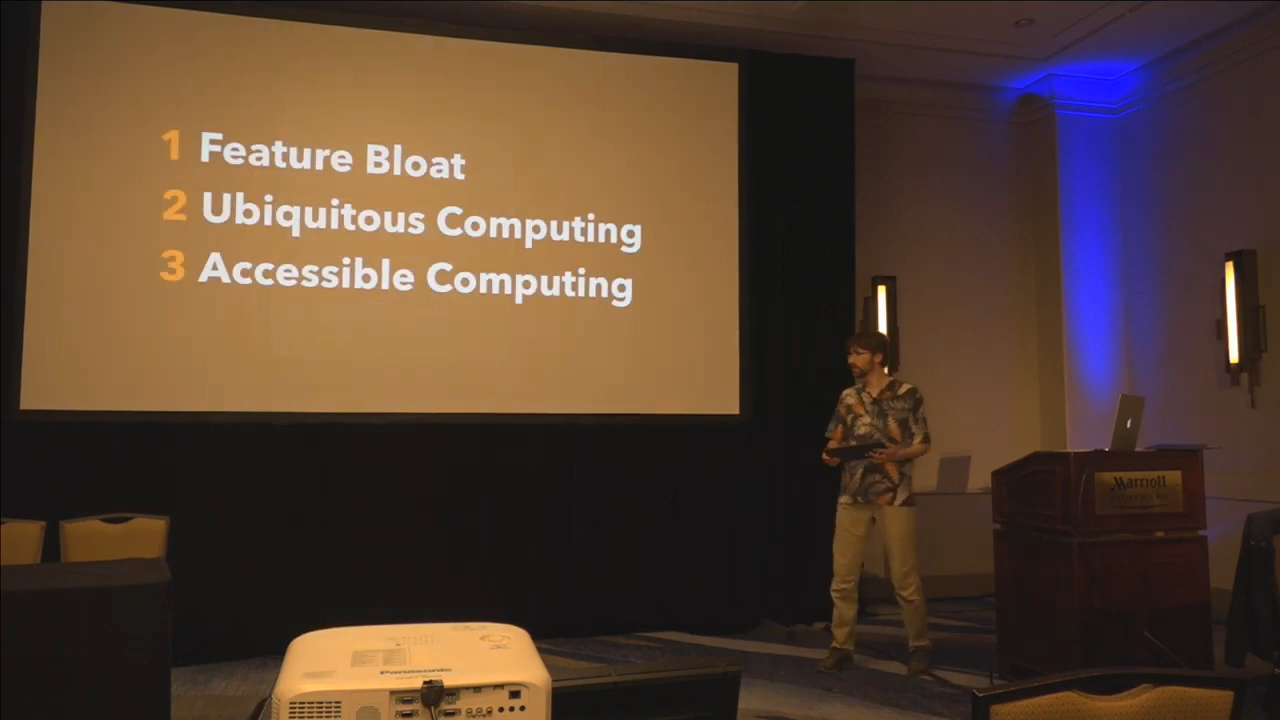 1 Feature Bloat
2 Ubiquitous Computing
3 Accessible Computing
Marriott
Panasonic